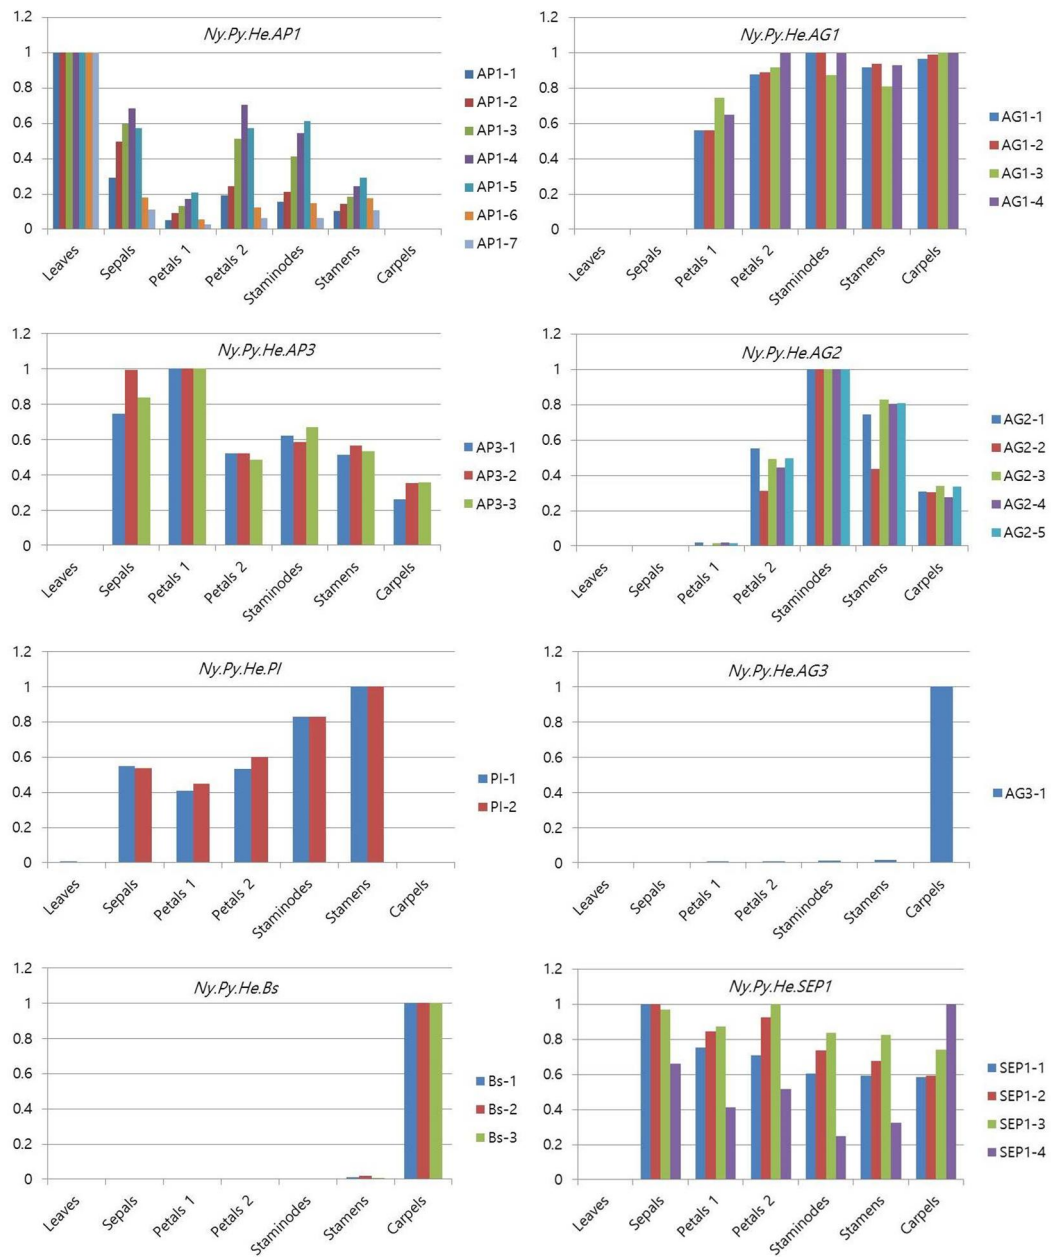 Ny.Py.He.AP1
1.2
1
0.8
0.6
0.4
0.2
0
Leaves
Sepals
Petals 1
Petals 2
Staminodes
Stamens
Carpels
AP1-1
AP1-2
AP1-3
AP1-4
AP1-5
AP1-6
AP1-7
Ny.Py.He.AG1
1.2
1
0.8
0.6
0.4
0.2
0
Leaves
Sepals
Petals 1
Petals 2
Staminodes
Stamens
Carpels
AG1-1
AG1-2
AG1-3
AG1-4
Ny.Py.He.AP3
1.2
1
0.8
0.6
0.4
0.2
0
Leaves
Sepals
Petals 1
Petals 2
Staminodes
Stamens
Carpels
AP3-1
AP3-2
AP3-3
Ny.Py.He.AG2
1.2
1
0.8
0.6
0.4
0.2
0
Leaves
Sepals
Petals 1
Petals 2
Staminodes
Stamens
Carpels
AG2-1
AG2-2
AG2-3
AG2-4
AG2-5
Ny.Py.He.PI
1.2
1
0.8
0.6
0.4
0.2
0
Leaves
Sepals
Petals 1
Petals 2
Staminodes
Stamens
Carpels
PI-1
PI-2
Ny.Py.He.AG3
1.2
1
0.8
0.6
0.4
0.2
0
Leaves
Sepals
Petals 1
Petals 2
Staminodes
Stamens
Carpels
AG3-1
Ny.Py.He.Bs
1.2
1
0.8
0.6
0.4
0.2
0
Leaves
Sepals
Petals 1
Petals 2
Staminodes
Stamens
Carpels
Bs-1
Bs-2
Bs-3
Ny.Py.He.SEP1
1.2
1
0.8
0.6
0.4
0.2
0
Leaves
Sepals
Petals 1
Petals 2
Staminodes
Stamens
Carpels
SEP1-1
SEP1-2
SEP1-3
SEP1-4